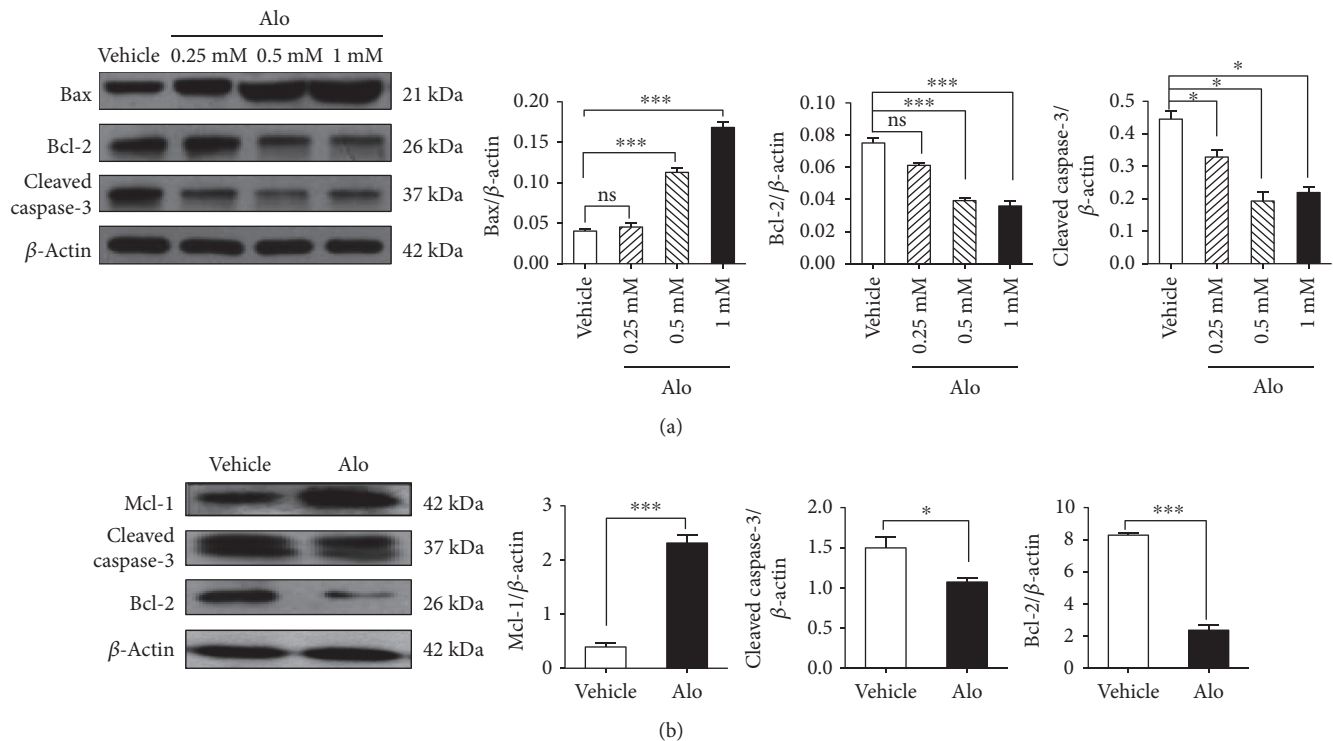 Alo
Vehicle 0.25 mM 0.5 mM 1 mM
Bax 21 kDa
Bcl-2 26 kDa
Cleaved
caspase-3 37 kDa
β-Actin 42 kDa
Bax/β-actin
0.20
0.15
0.10
0.05
0.00
ns
***
***
Vehicle
0.25 mM
0.5 mM
1 mM
Alo
Bcl-2/β-actin
0.10
0.08
0.06
0.04
0.02
0.00
ns
***
***
Vehicle
0.25 mM
0.5 mM
1 mM
Alo
Cleaved caspase-3/
β-actin
0.5
0.4
0.3
0.2
0.1
0.0
*
*
*
Vehicle
0.25 mM
0.5 mM
1 mM
Alo
(a)
Vehicle Alo
Mcl-1 42 kDa
Cleaved
caspase-3 37 kDa
Bcl-2 26 kDa
β-Actin 42 kDa
Mcl-1/β-actin
3
2
1
0
***
Vehicle Alo
Cleaved caspase-3/
β-actin
2.0
1.5
1.0
0.5
0.0
*
Vehicle Alo
Bcl-2/β-actin
10
8
6
4
2
0
***
Vehicle Alo
(b)